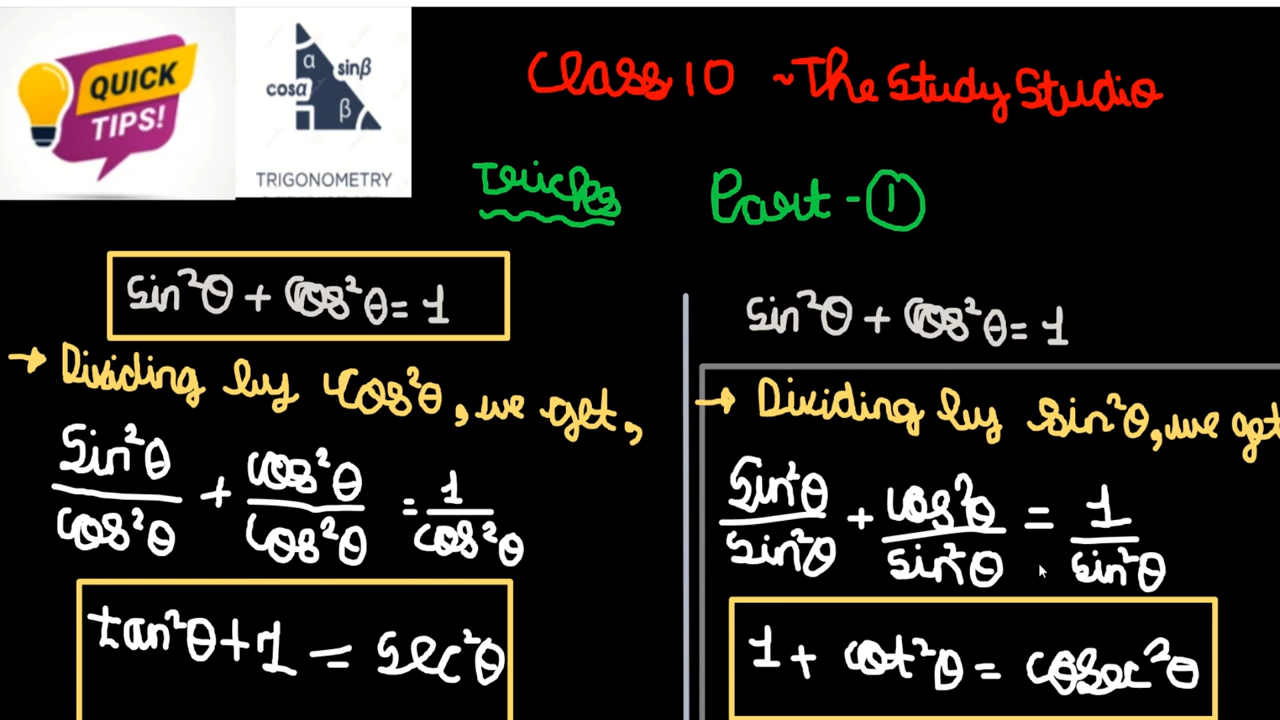 QUICK
TIPS!
α
sinβ
cosα
β
TRIGONOMETRY
Class 10 ~The Study Studio
Tricks Part - ①
sin²θ + cos²θ = 1
→ Dividing by cos²θ, we get,
sin²θ/cos²θ + cos²θ/cos²θ = 1/cos²θ
tan²θ + 1 = sec²θ
sin²θ + cos²θ = 1
→ Dividing by sin²θ, we get
sin²θ/sin²θ + cos²θ/sin²θ = 1/sin²θ
1 + cot²θ = cosec²θ